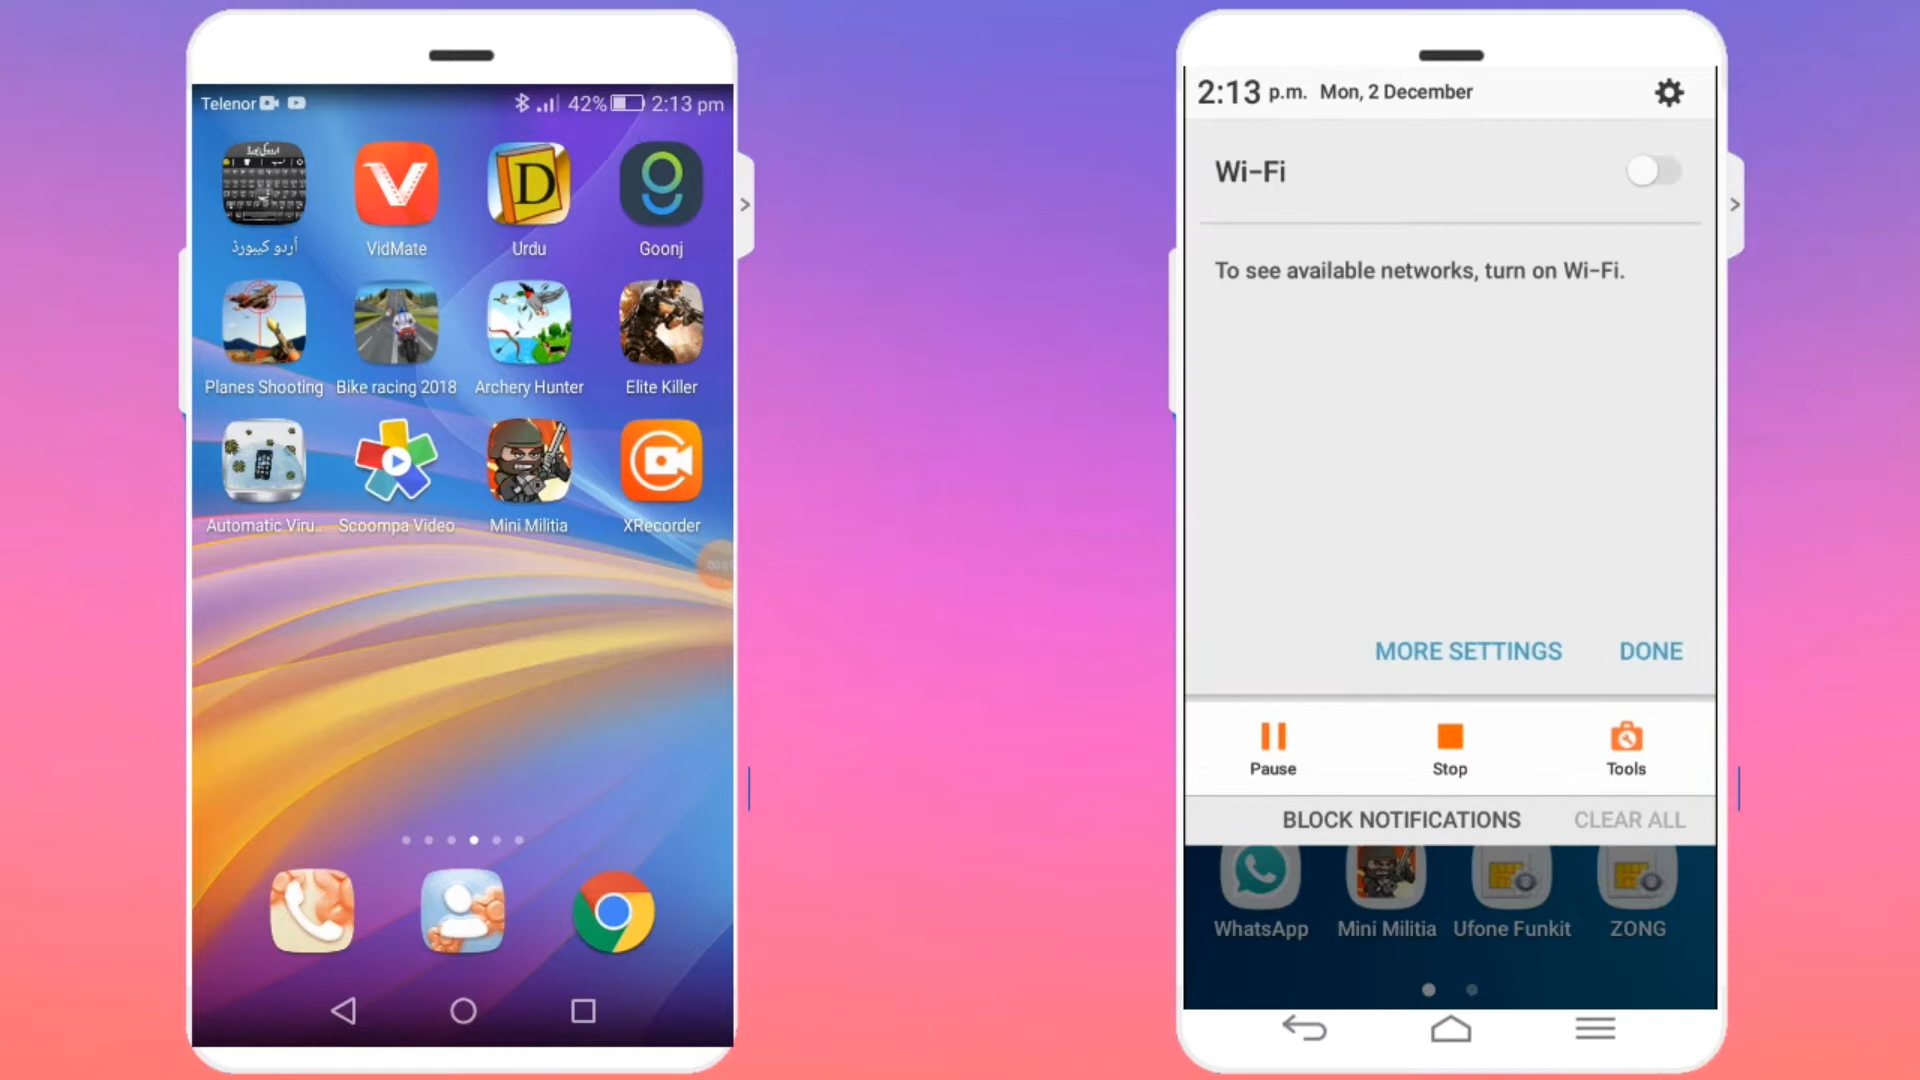 Telenor 42% 2:13 pm
اُردو کیبورڈ VidMate Urdu Goonj
D
Planes Shooting Bike racing 2018 Archery Hunter Elite Killer
Automatic Viru.. Scoompa Video Mini Militia XRecorder
2:13 p.m. Mon, 2 December
Wi-Fi
To see available networks, turn on Wi-Fi.
MORE SETTINGS DONE
Pause Stop Tools
BLOCK NOTIFICATIONS CLEAR ALL
WhatsApp Mini Militia Ufone Funkit ZONG